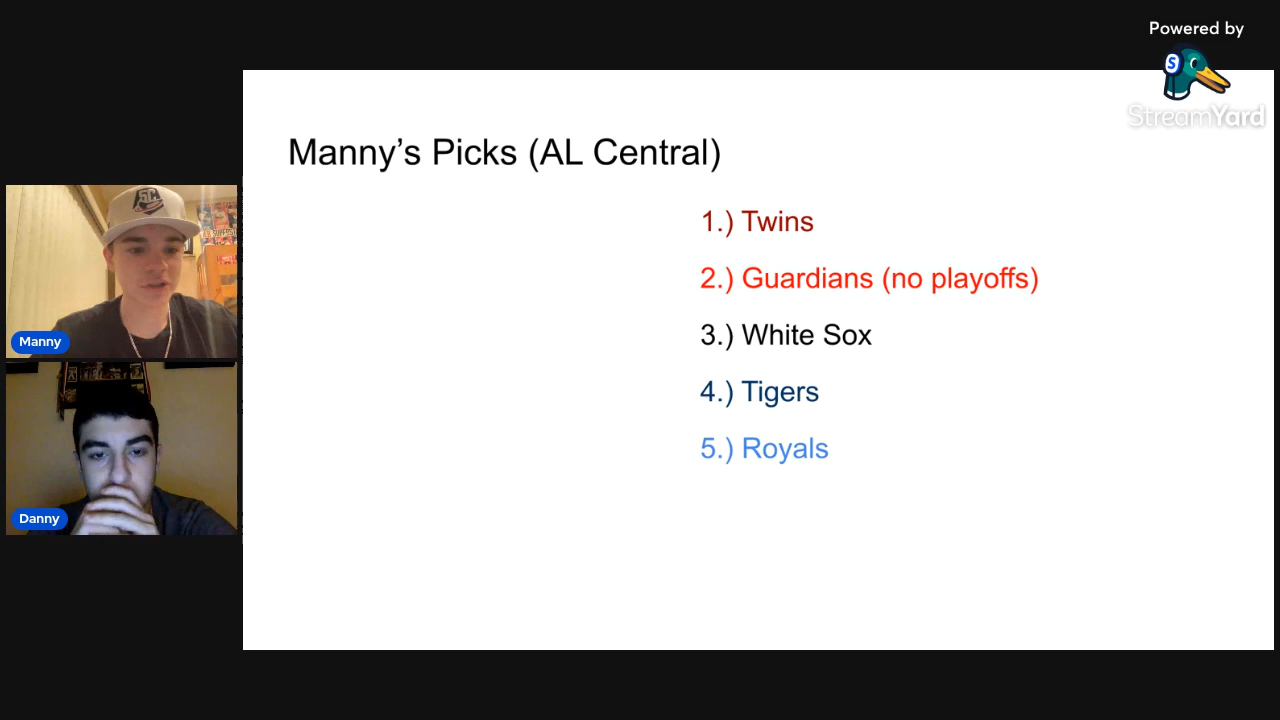 Powered by
S
StreamYard
Manny’s Picks (AL Central)
1.) Twins
2.) Guardians (no playoffs)
3.) White Sox
4.) Tigers
5.) Royals
5C
Manny
Danny